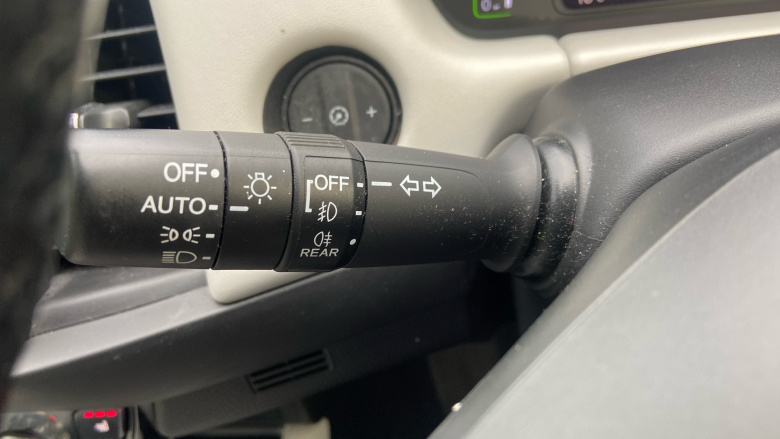 - +
OFF
AUTO
OFF
REAR